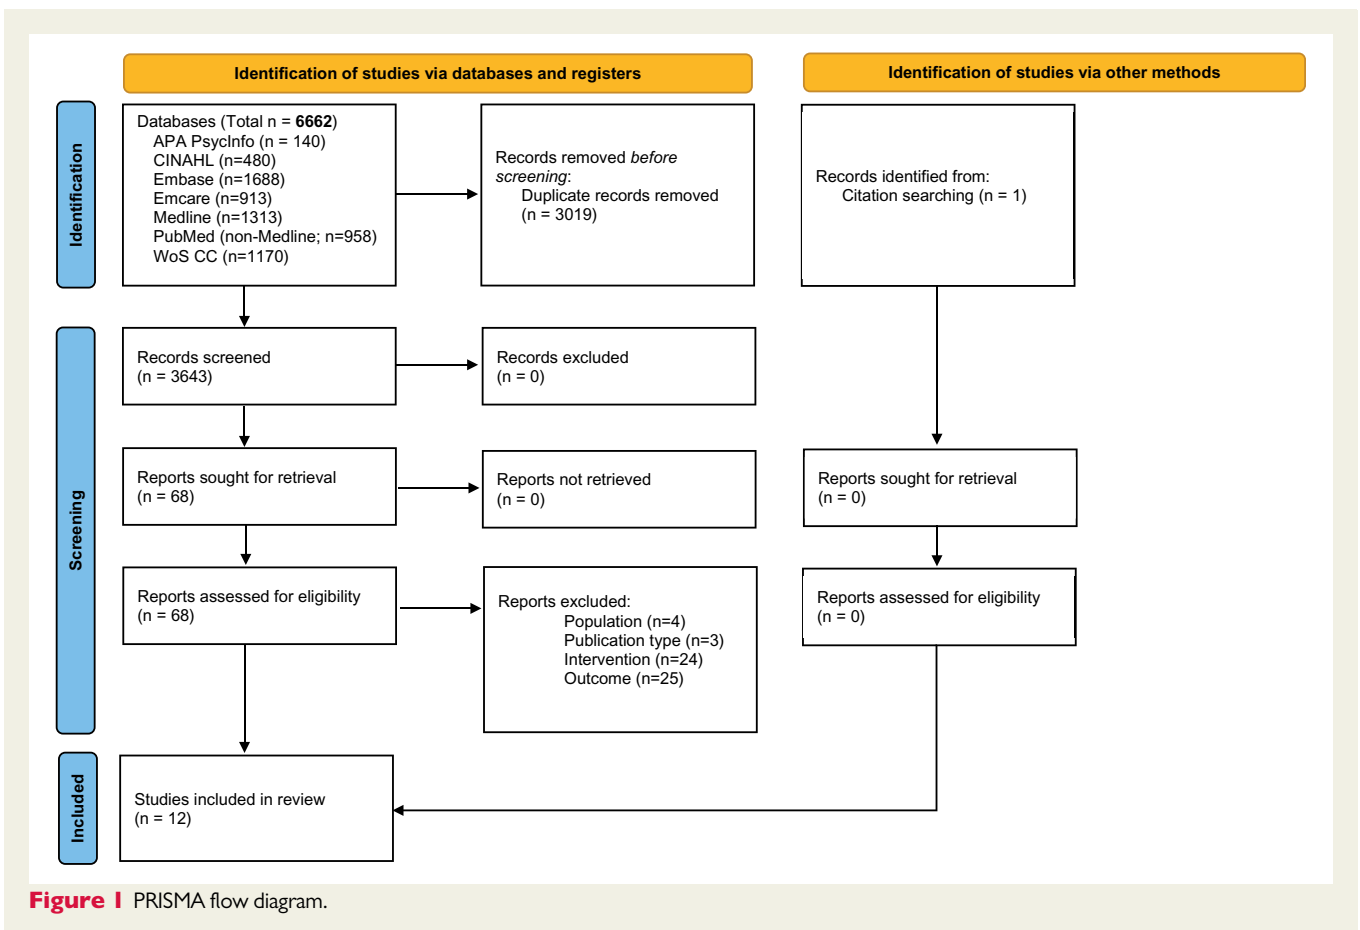 Identification of studies via databases and registers
Identification of studies via other methods
Identification
Databases (Total n = 6662)
APA PsycInfo (n = 140)
CINAHL (n=480)
Embase (n=1688)
Emcare (n=913)
Medline (n=1313)
PubMed (non-Medline; n=958)
WoS CC (n=1170)
Records removed before
screening:
Duplicate records removed
(n = 3019)
Records identified from:
Citation searching (n = 1)
Screening
Records screened
(n = 3643)
Records excluded
(n = 0)
Reports sought for retrieval
(n = 68)
Reports not retrieved
(n = 0)
Reports sought for retrieval
(n = 0)
Reports assessed for eligibility
(n = 68)
Reports excluded:
Population (n=4)
Publication type (n=3)
Intervention (n=24)
Outcome (n=25)
Reports assessed for eligibility
(n = 0)
Included
Studies included in review
(n = 12)
Figure 1 PRISMA flow diagram.